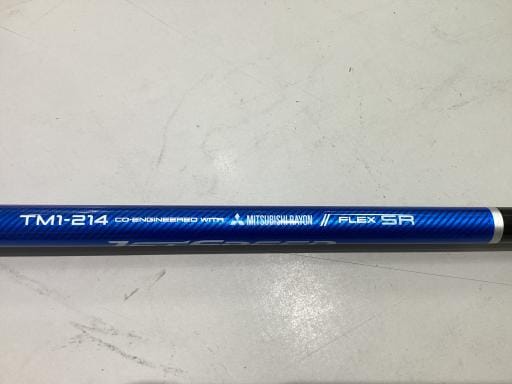 TM1-214 CO-ENGINEERED WITH MITSUBISHI RAYON // FLEX SR